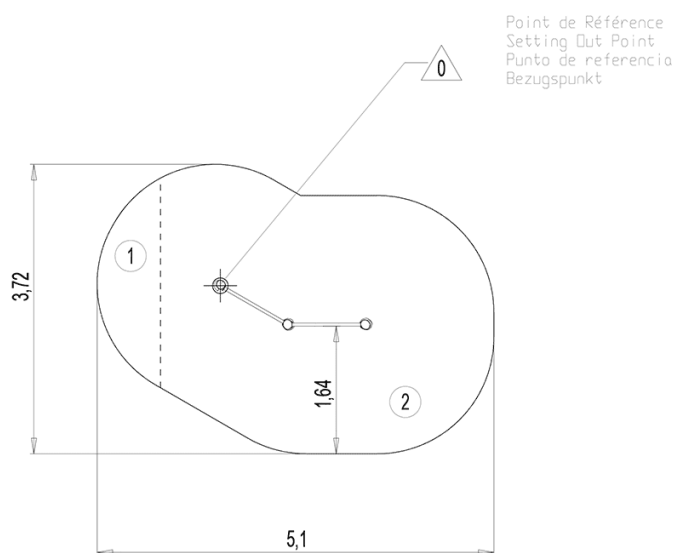 Point de Référence
Setting Out Point
Punto de referencia
Bezugspunkt
0
1
3,72
1,64
2
5,1